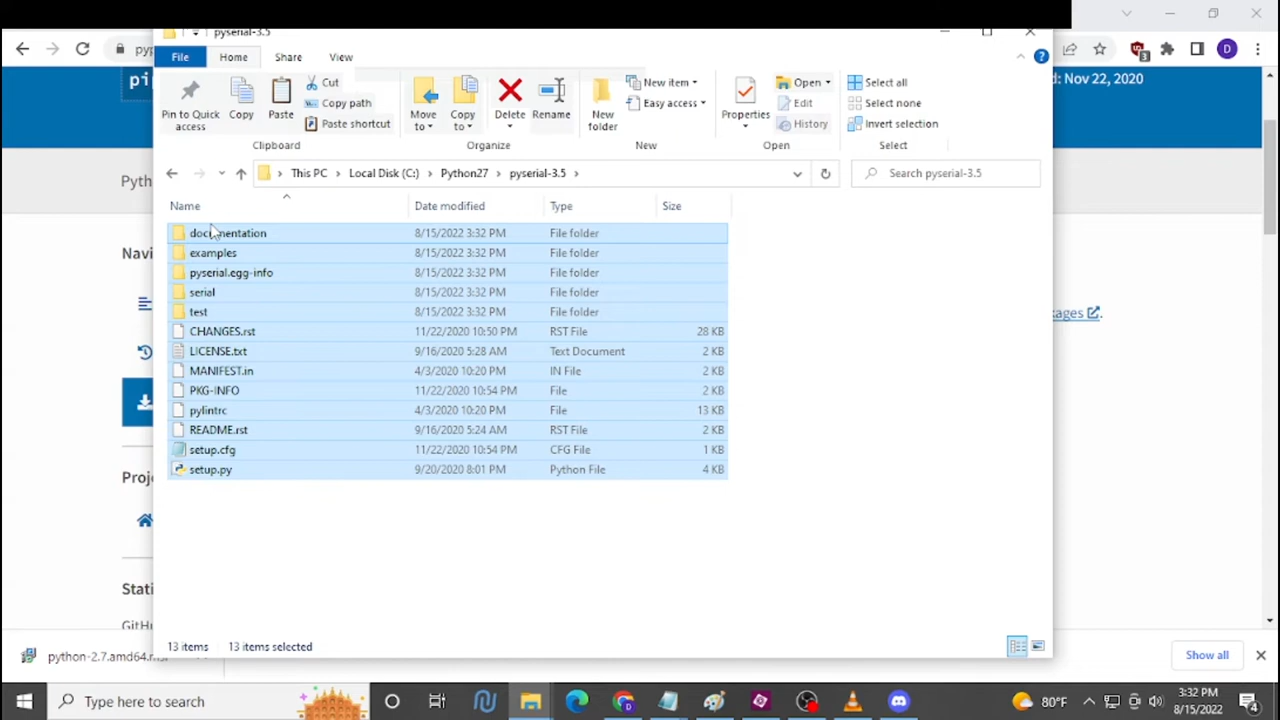 pyserial-3.5
File Home Share View
Pin to Quick access
Copy
Paste
Cut
Copy path
Paste shortcut
Clipboard
Move to
Copy to
Delete
Rename
Organize
New folder
New item
Easy access
New
Properties
Open
Edit
History
Open
Select all
Select none
Invert selection
Select
This PC > Local Disk (C:) > Python27 > pyserial-3.5 >
Search pyserial-3.5
Name Date modified Type Size
documentation 8/15/2022 3:32 PM File folder
examples 8/15/2022 3:32 PM File folder
pyserial.egg-info 8/15/2022 3:32 PM File folder
serial 8/15/2022 3:32 PM File folder
test 8/15/2022 3:32 PM File folder
CHANGES.rst 11/22/2020 10:50 PM RST File 28 KB
LICENSE.txt 9/16/2020 5:28 AM Text Document 2 KB
MANIFEST.in 4/3/2020 10:20 PM IN File 2 KB
PKG-INFO 11/22/2020 10:54 PM File 2 KB
pylintrc 4/3/2020 10:20 PM File 13 KB
README.rst 9/16/2020 5:24 AM RST File 2 KB
setup.cfg 11/22/2020 10:54 PM CFG File 1 KB
setup.py 9/20/2020 8:01 PM Python File 4 KB
13 items 13 items selected
pyp
D
3
pi
d: Nov 22, 2020
Pyth
Navi
kages
Proje
Stati
GitHu
python-2.7.amd64.m
Show all
Type here to search
80°F
3:32 PM
8/15/2022
4